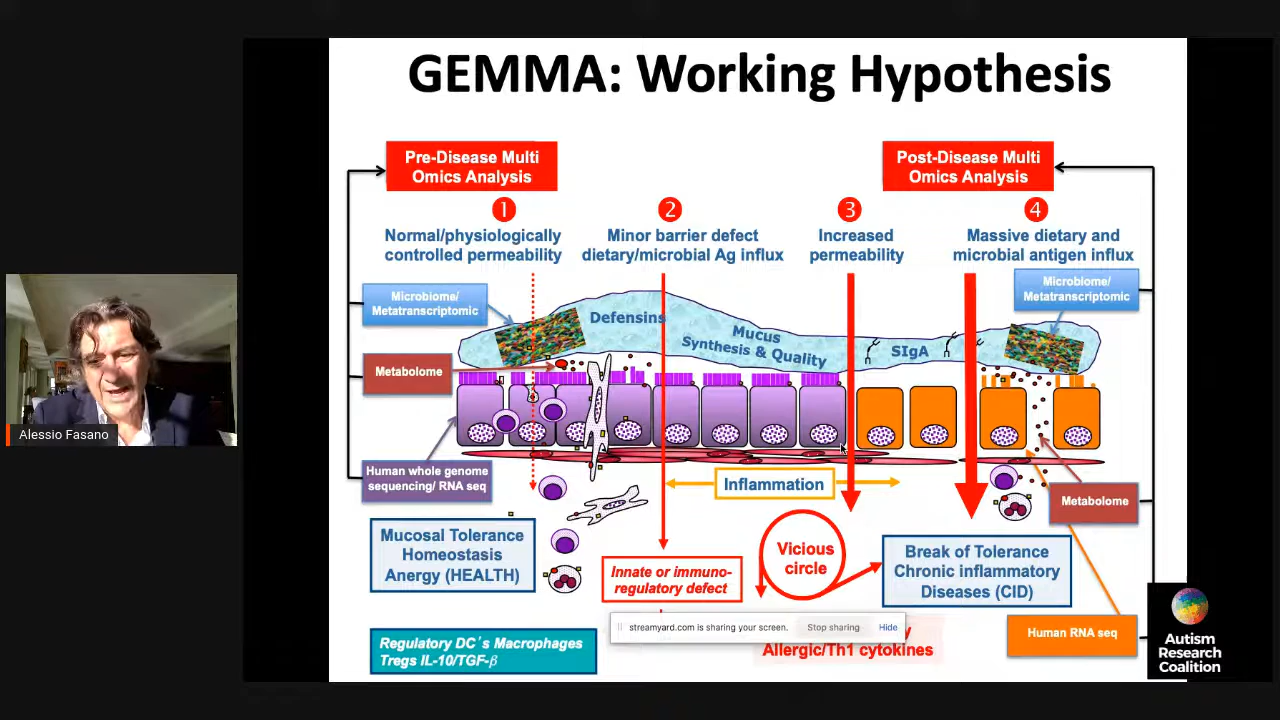 GEMMA: Working Hypothesis
Pre-Disease Multi
Omics Analysis
Post-Disease Multi
Omics Analysis
1
2
3
4
Normal/physiologically
controlled permeability
Minor barrier defect
dietary/microbial Ag influx
Increased
permeability
Massive dietary and
microbial antigen influx
Microbiome/
Metatranscriptomic
Microbiome/
Metatranscriptomic
Defensins
Mucus
Synthesis & Quality
SIgA
Metabolome
Alessio Fasano
Human whole genome
sequencing/ RNA seq
Inflammation
Metabolome
Mucosal Tolerance
Homeostasis
Anergy (HEALTH)
Innate or immuno-
regulatory defect
Vicious
circle
Break of Tolerance
Chronic inflammatory
Diseases (CID)
streamyard.com is sharing your screen.
Stop sharing
Hide
Human RNA seq
Regulatory DC´s Macrophages
Tregs IL-10/TGF-β
Allergic/Th1 cytokines
Autism
Research
Coalition